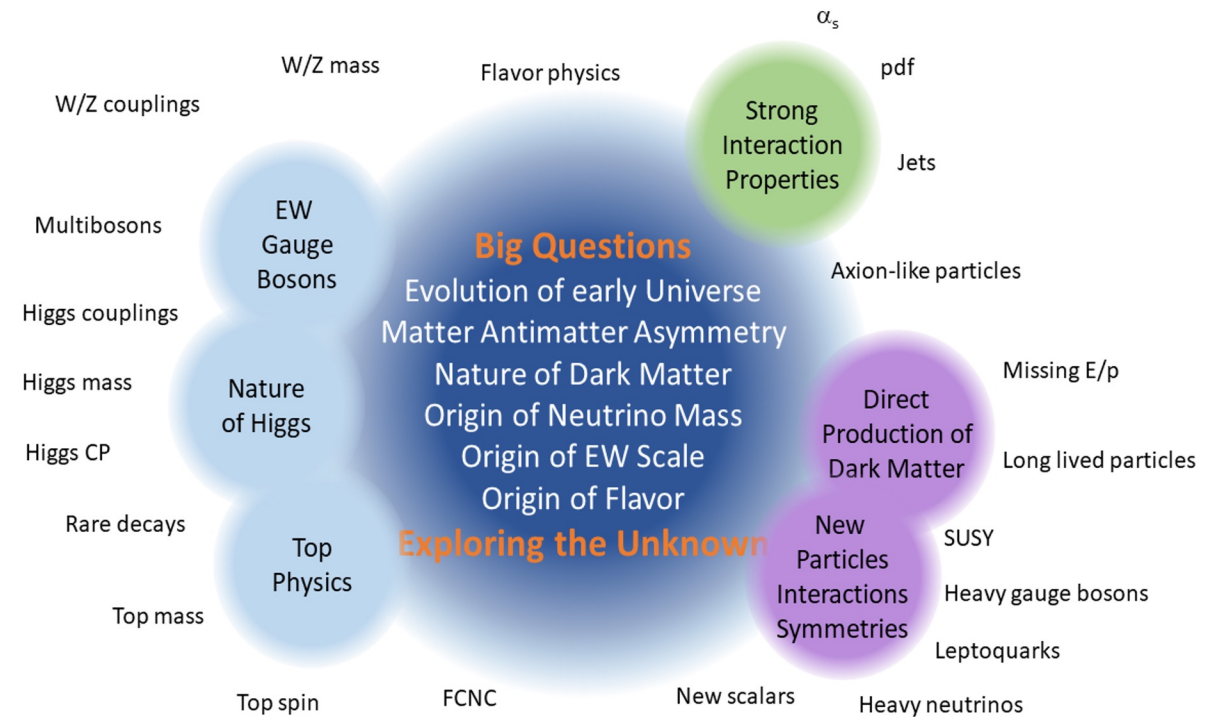 αs
W/Z mass
Flavor physics
pdf
W/Z couplings
Strong
Interaction
Properties
Jets
EW
Gauge
Bosons
Multibosons
Big Questions
Evolution of early Universe
Matter Antimatter Asymmetry
Nature of Dark Matter
Origin of Neutrino Mass
Origin of EW Scale
Origin of Flavor
Exploring the Unknown
Axion-like particles
Higgs couplings
Higgs mass
Higgs CP
Nature
of Higgs
Missing E/p
Direct
Production of
Dark Matter
Long lived particles
Rare decays
Top
Physics
Top mass
Top spin
FCNC
New
Particles
Interactions
Symmetries
SUSY
Heavy gauge bosons
Leptoquarks
New scalars
Heavy neutrinos